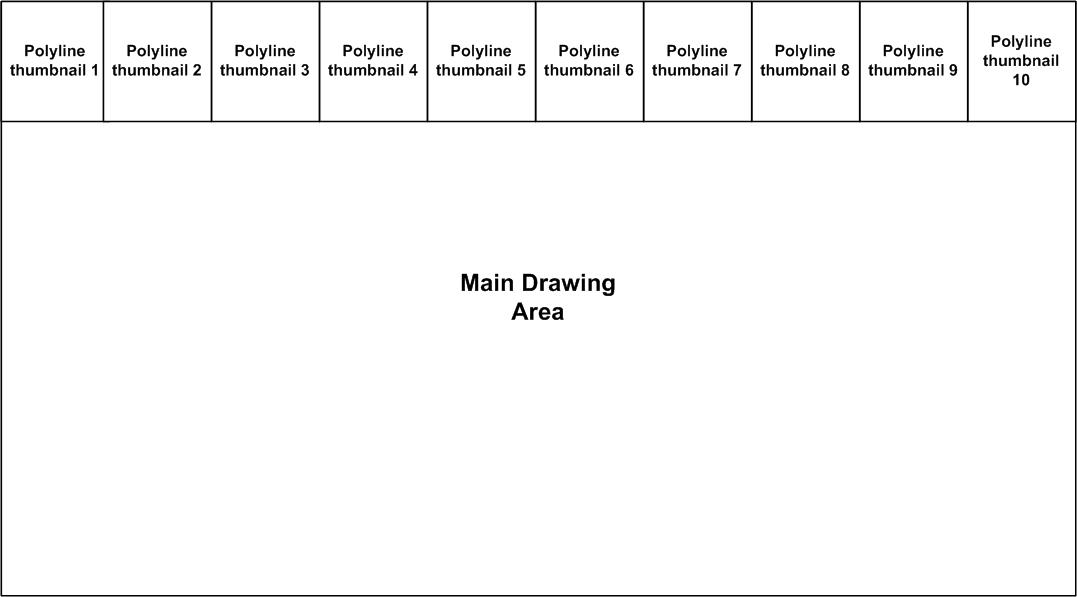 Polyline
thumbnail 1
Polyline
thumbnail 2
Polyline
thumbnail 3
Polyline
thumbnail 4
Polyline
thumbnail 5
Polyline
thumbnail 6
Polyline
thumbnail 7
Polyline
thumbnail 8
Polyline
thumbnail 9
Polyline
thumbnail
10
Main Drawing
Area